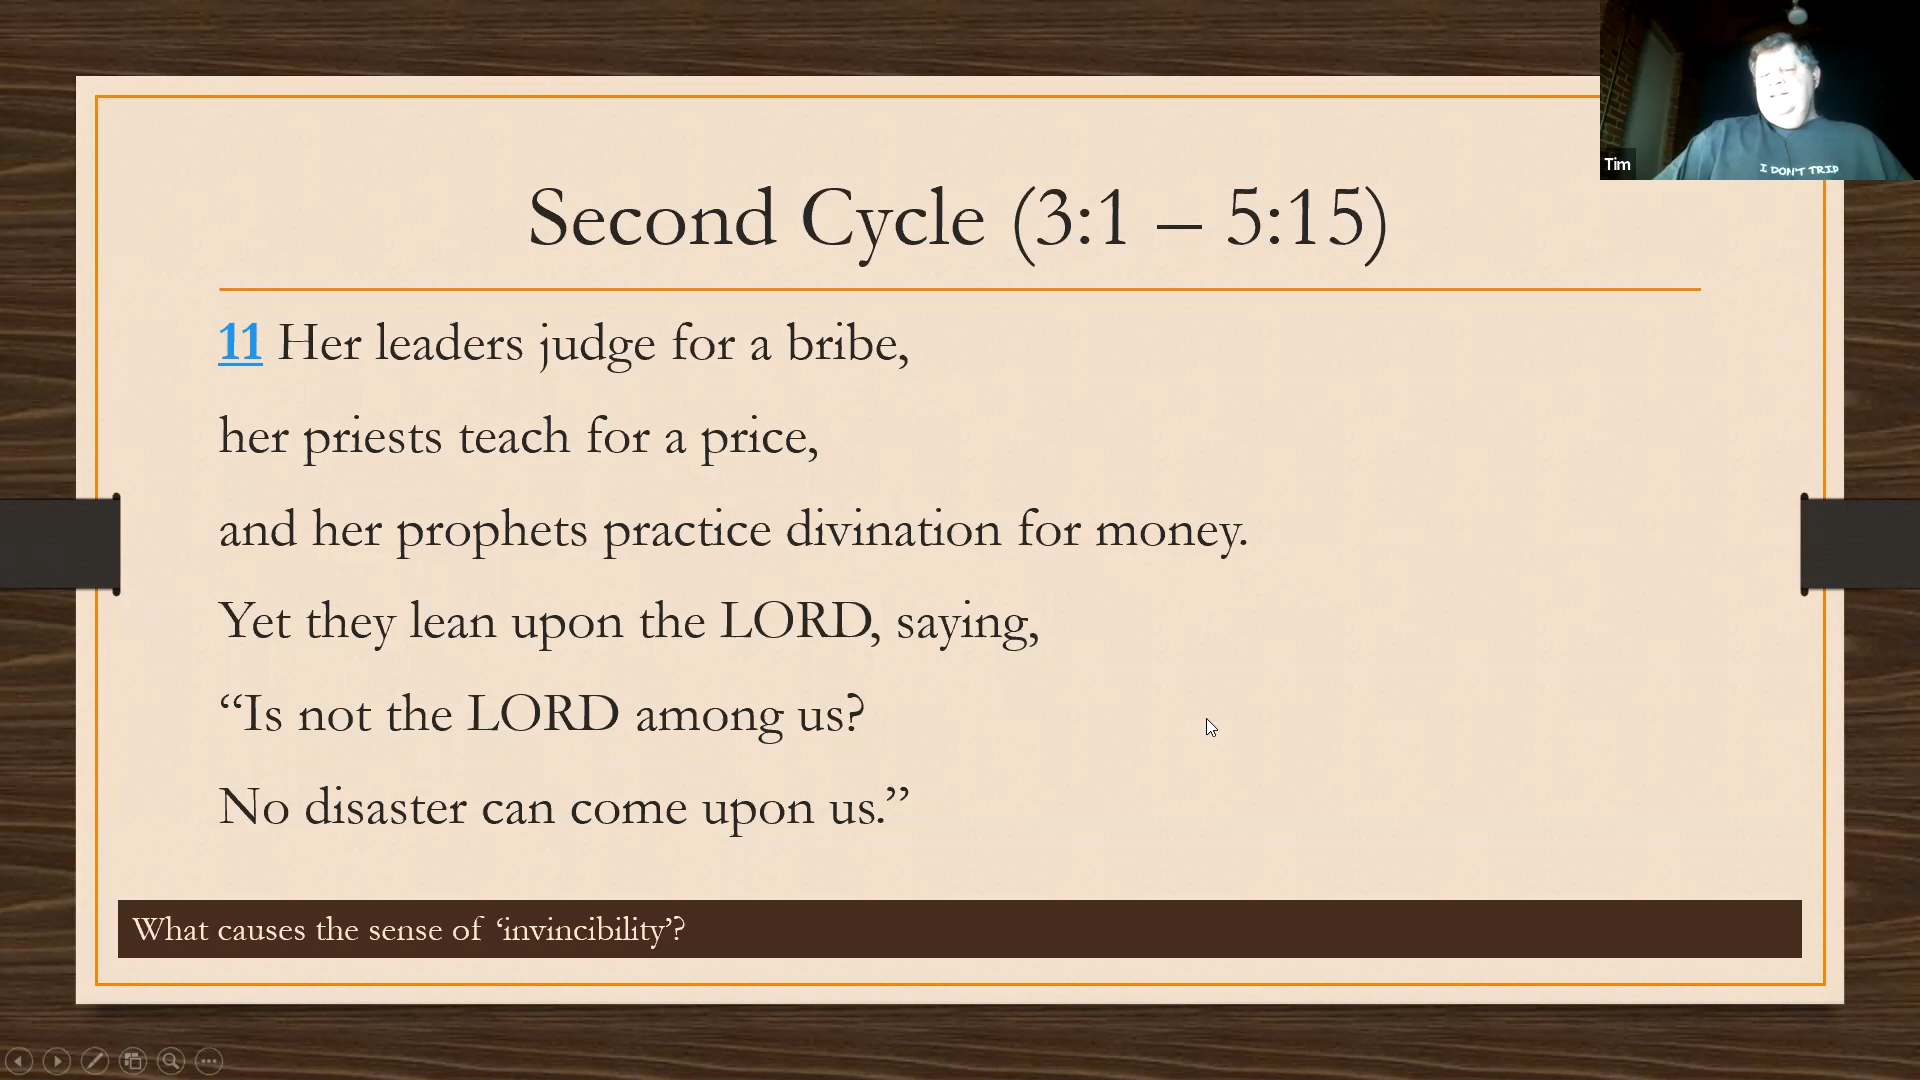 Second Cycle (3:1 – 5:15)
11 Her leaders judge for a bribe,
her priests teach for a price,
and her prophets practice divination for money.
Yet they lean upon the LORD, saying,
“Is not the LORD among us?
No disaster can come upon us.”
What causes the sense of ‘invincibility’?
Tim
I DON'T TRIP